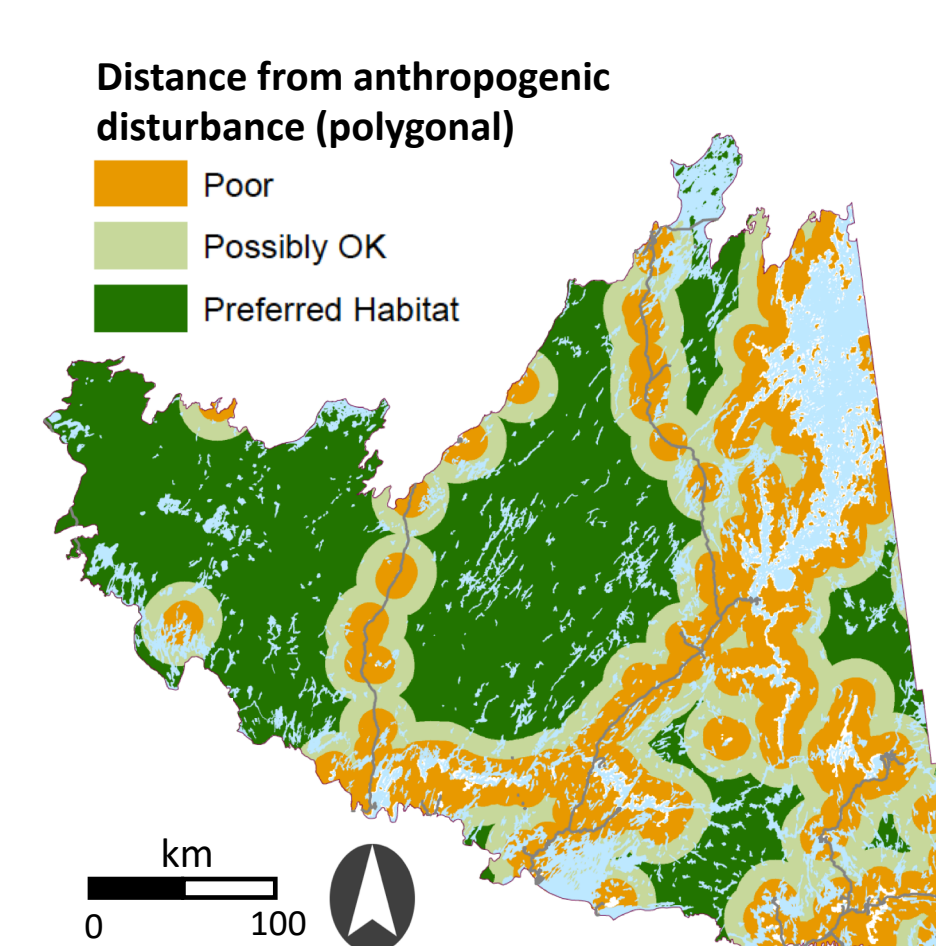 Distance from anthropogenic
disturbance (polygonal)
Poor
Possibly OK
Preferred Habitat
km
0 100